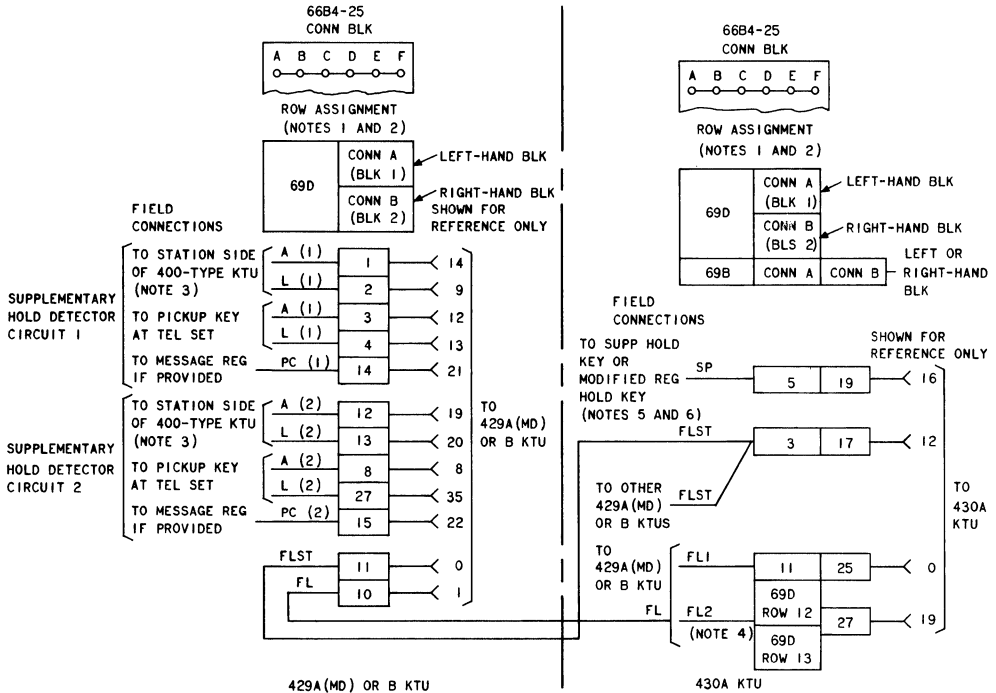 66B4-25
CONN BLK
A B C D E F
ROW ASSIGNMENT
(NOTES 1 AND 2)
69D
CONN A
(BLK 1)
CONN B
(BLK 2)
LEFT-HAND BLK
RIGHT-HAND BLK
SHOWN FOR
REFERENCE ONLY
FIELD
CONNECTIONS
SUPPLEMENTARY
HOLD DETECTOR
CIRCUIT 1
TO STATION SIDE
OF 400-TYPE KTU
(NOTE 3)
A (1) 1 14
L (1) 2 9
TO PICKUP KEY
AT TEL SET
A (1) 3 12
L (1) 4 13
TO MESSAGE REG
IF PROVIDED
PC (1) 14 21
SUPPLEMENTARY
HOLD DETECTOR
CIRCUIT 2
TO STATION SIDE
OF 400-TYPE KTU
(NOTE 3)
A (2) 12 19
L (2) 13 20
TO PICKUP KEY
AT TEL SET
A (2) 8 8
L (2) 27 35
TO MESSAGE REG
IF PROVIDED
PC (2) 15 22
FLST 11 0
FL 10 1
TO
429A(MD)
OR B KTU
429A(MD) OR B KTU
66B4-25
CONN BLK
A B C D E F
ROW ASSIGNMENT
(NOTES 1 AND 2)
69D
CONN A
(BLK 1)
CONN B
(BLS 2)
69B CONN A CONN B
LEFT-HAND BLK
RIGHT-HAND BLK
LEFT OR
RIGHT-HAND
BLK
FIELD
CONNECTIONS
SHOWN FOR
REFERENCE ONLY
TO SUPP HOLD
KEY OR
MODIFIED REG
HOLD KEY
(NOTES 5 AND 6)
SP 5 19 16
FLST 3 17 12
TO OTHER
429A(MD)
OR B KTUS
FLST
TO
429A(MD)
OR B KTU
FL1 11 25 0
69D
ROW 12
FL FL2 27 19
(NOTE 4)
69D
ROW 13
TO
430A
KTU
430A KTU